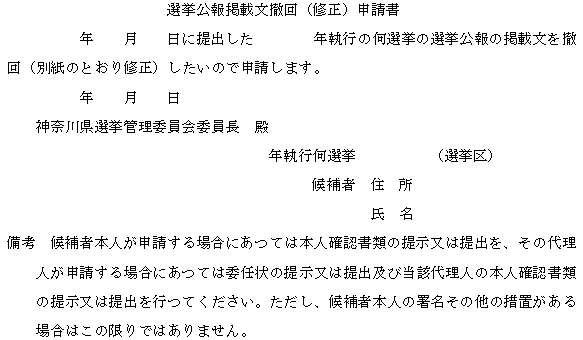 選挙公報掲載文撤回（修正）申請書
年　月　日に提出した　　　年執行の何選挙の選挙公報の掲載文を撤
回（別紙のとおり修正）したいので申請します。
年　月　日
神奈川県選挙管理委員会委員長　殿
年執行何選挙　　　　　（選挙区）
候補者　住　所
氏　名
備考　候補者本人が申請する場合にあつては本人確認書類の提示又は提出を、その代理
人が申請する場合にあつては委任状の提示又は提出及び当該代理人の本人確認書類
の提示又は提出を行つてください。ただし、候補者本人の署名その他の措置がある
場合はこの限りではありません。